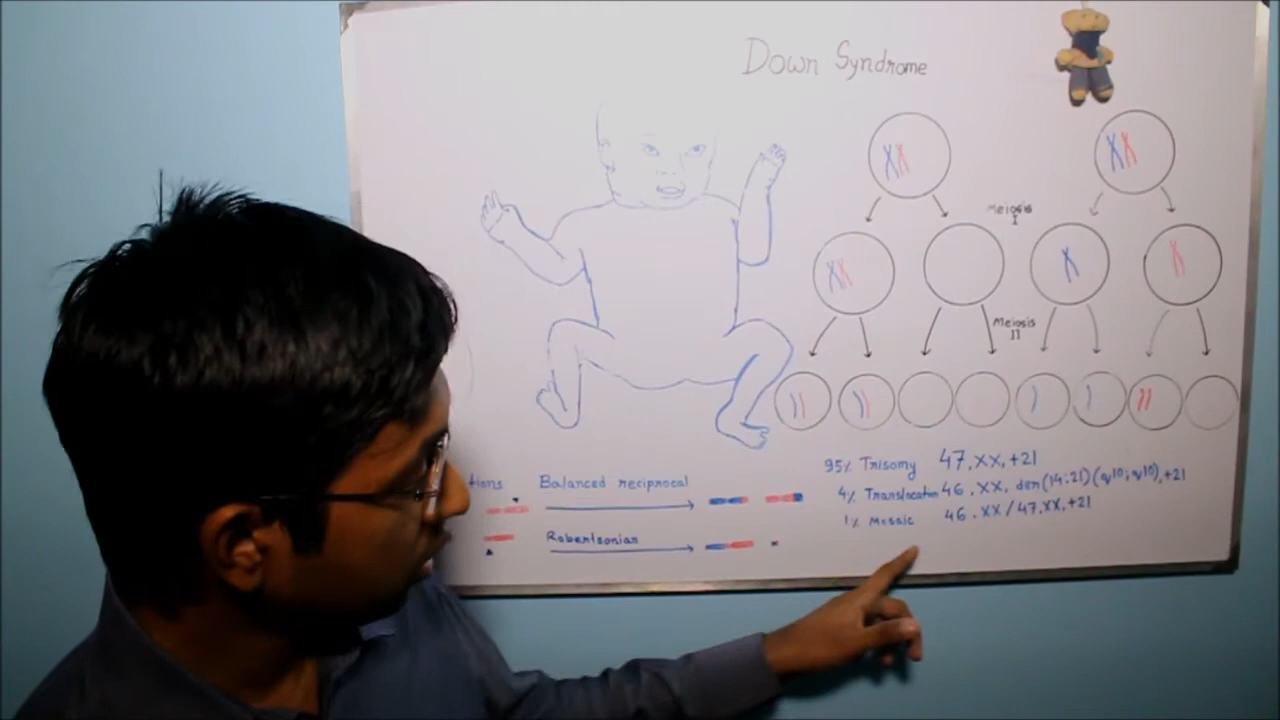 Down Syndrome
Meiosis
I
Meiosis
II
95% Trisomy 47,XX,+21
4% Translocation 46,XX, der(14;21)(q10;q10),+21
1% Mosaic 46,XX/47,XX,+21
tions Balanced reciprocal
Robertsonian